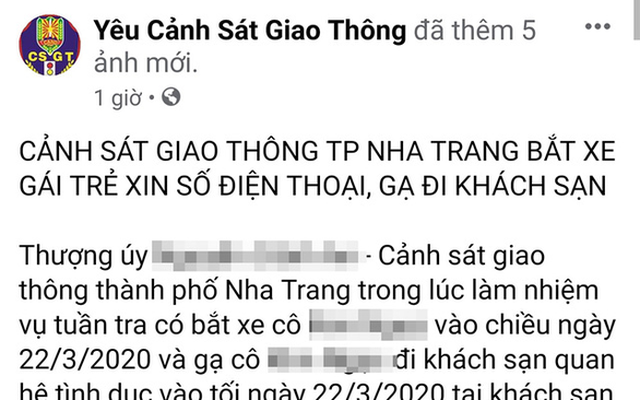 Yêu Cảnh Sát Giao Thông đã thêm 5
ảnh mới.
1 giờ •
CSGT
CẢNH SÁT GIAO THÔNG TP NHA TRANG BẮT XE
GÁI TRẺ XIN SỐ ĐIỆN THOẠI, GẠ ĐI KHÁCH SẠN
Thượng úy - Cảnh sát giao
thông thành phố Nha Trang trong lúc làm nhiệm
vụ tuần tra có bắt xe cô vào chiều ngày
22/3/2020 và gạ cô đi khách sạn quan
hệ tình dục vào tối ngày 22/3/2020 tại khách sạn